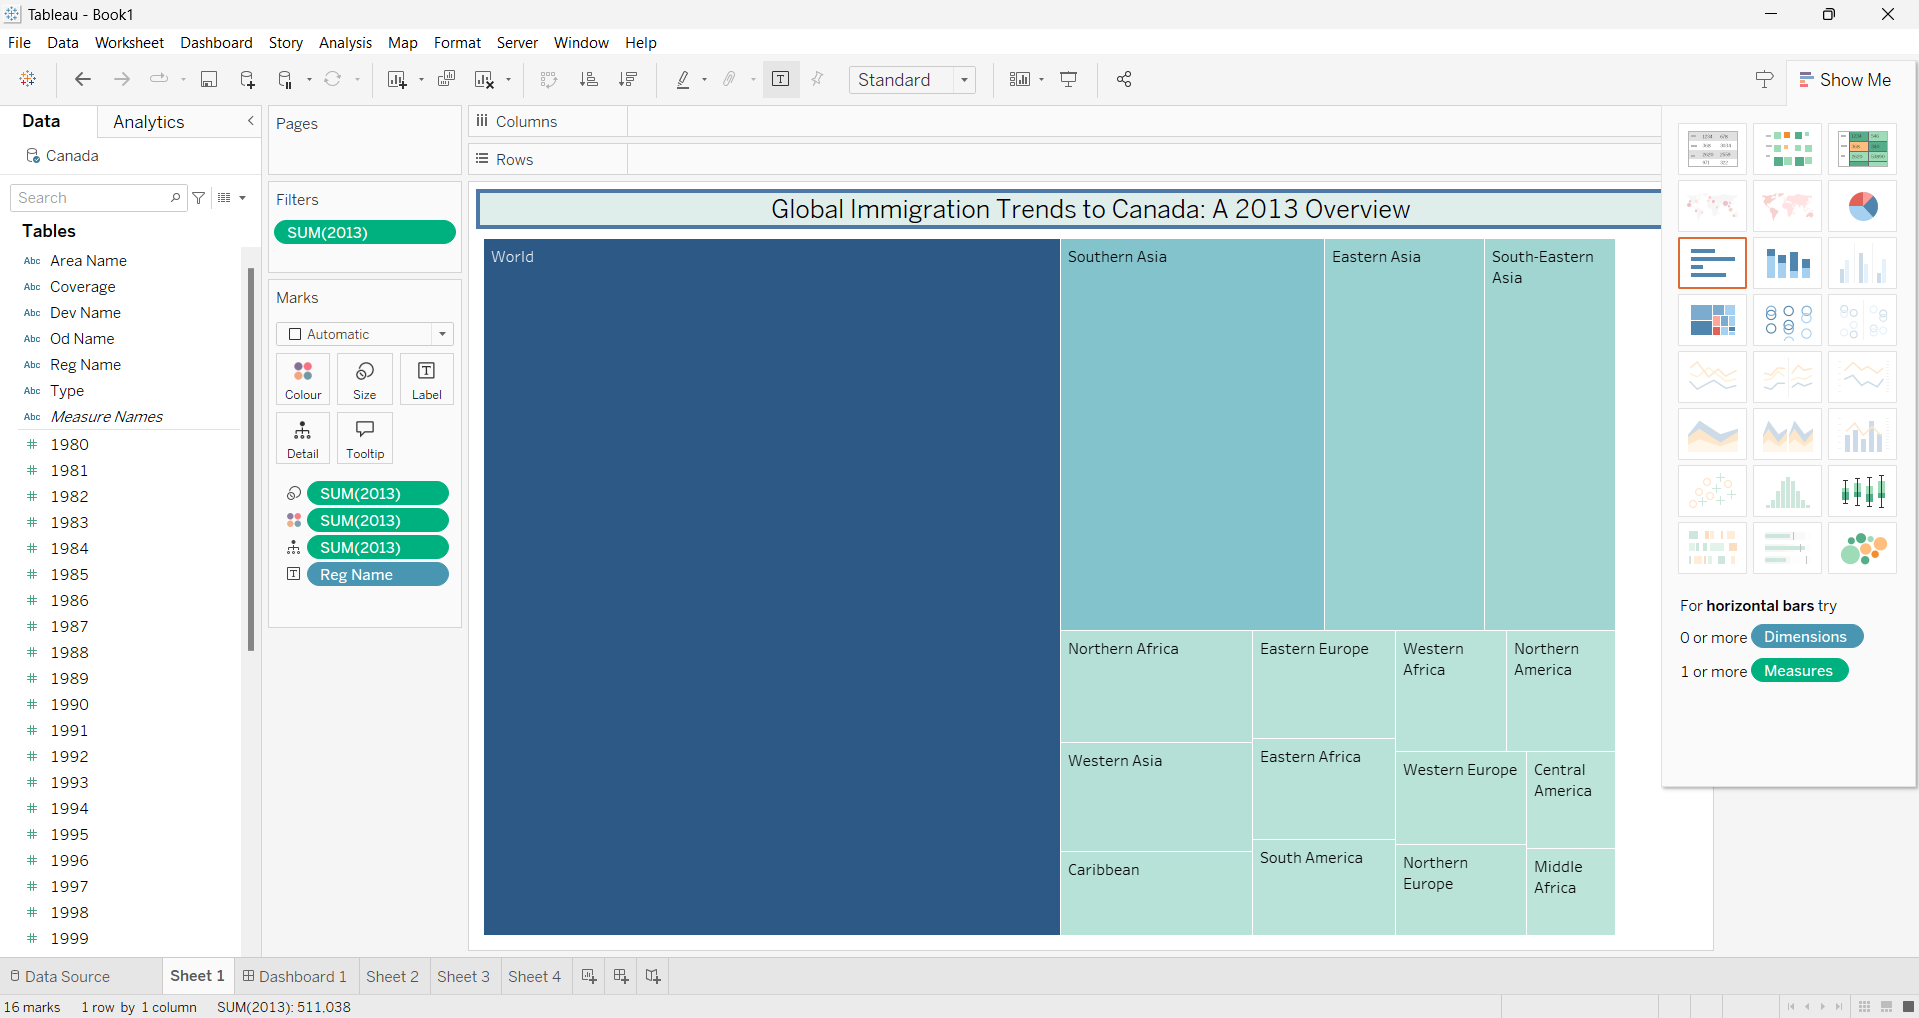 Tableau - Book1
File Data Worksheet Dashboard Story Analysis Map Format Server Window Help
Standard
Show Me
Data Analytics
Canada
Search
Tables
Abc Area Name
Abc Coverage
Abc Dev Name
Abc Od Name
Abc Reg Name
Abc Type
Abc Measure Names
# 1980
# 1981
# 1982
# 1983
# 1984
# 1985
# 1986
# 1987
# 1988
# 1989
# 1990
# 1991
# 1992
# 1993
# 1994
# 1995
# 1996
# 1997
# 1998
# 1999
Pages
Filters
SUM(2013)
Marks
Automatic
Colour Size Label
Detail Tooltip
SUM(2013)
SUM(2013)
SUM(2013)
Reg Name
Columns
Rows
Global Immigration Trends to Canada: A 2013 Overview
World
Southern Asia
Eastern Asia
South-Eastern
Asia
Northern Africa
Eastern Europe
Western
Africa
Northern
America
Western Asia
Eastern Africa
Western Europe
Central
America
Caribbean
South America
Northern
Europe
Middle
Africa
For horizontal bars try
0 or more Dimensions
1 or more Measures
Data Source Sheet 1 Dashboard 1 Sheet 2 Sheet 3 Sheet 4
16 marks 1 row by 1 column SUM(2013): 511,038